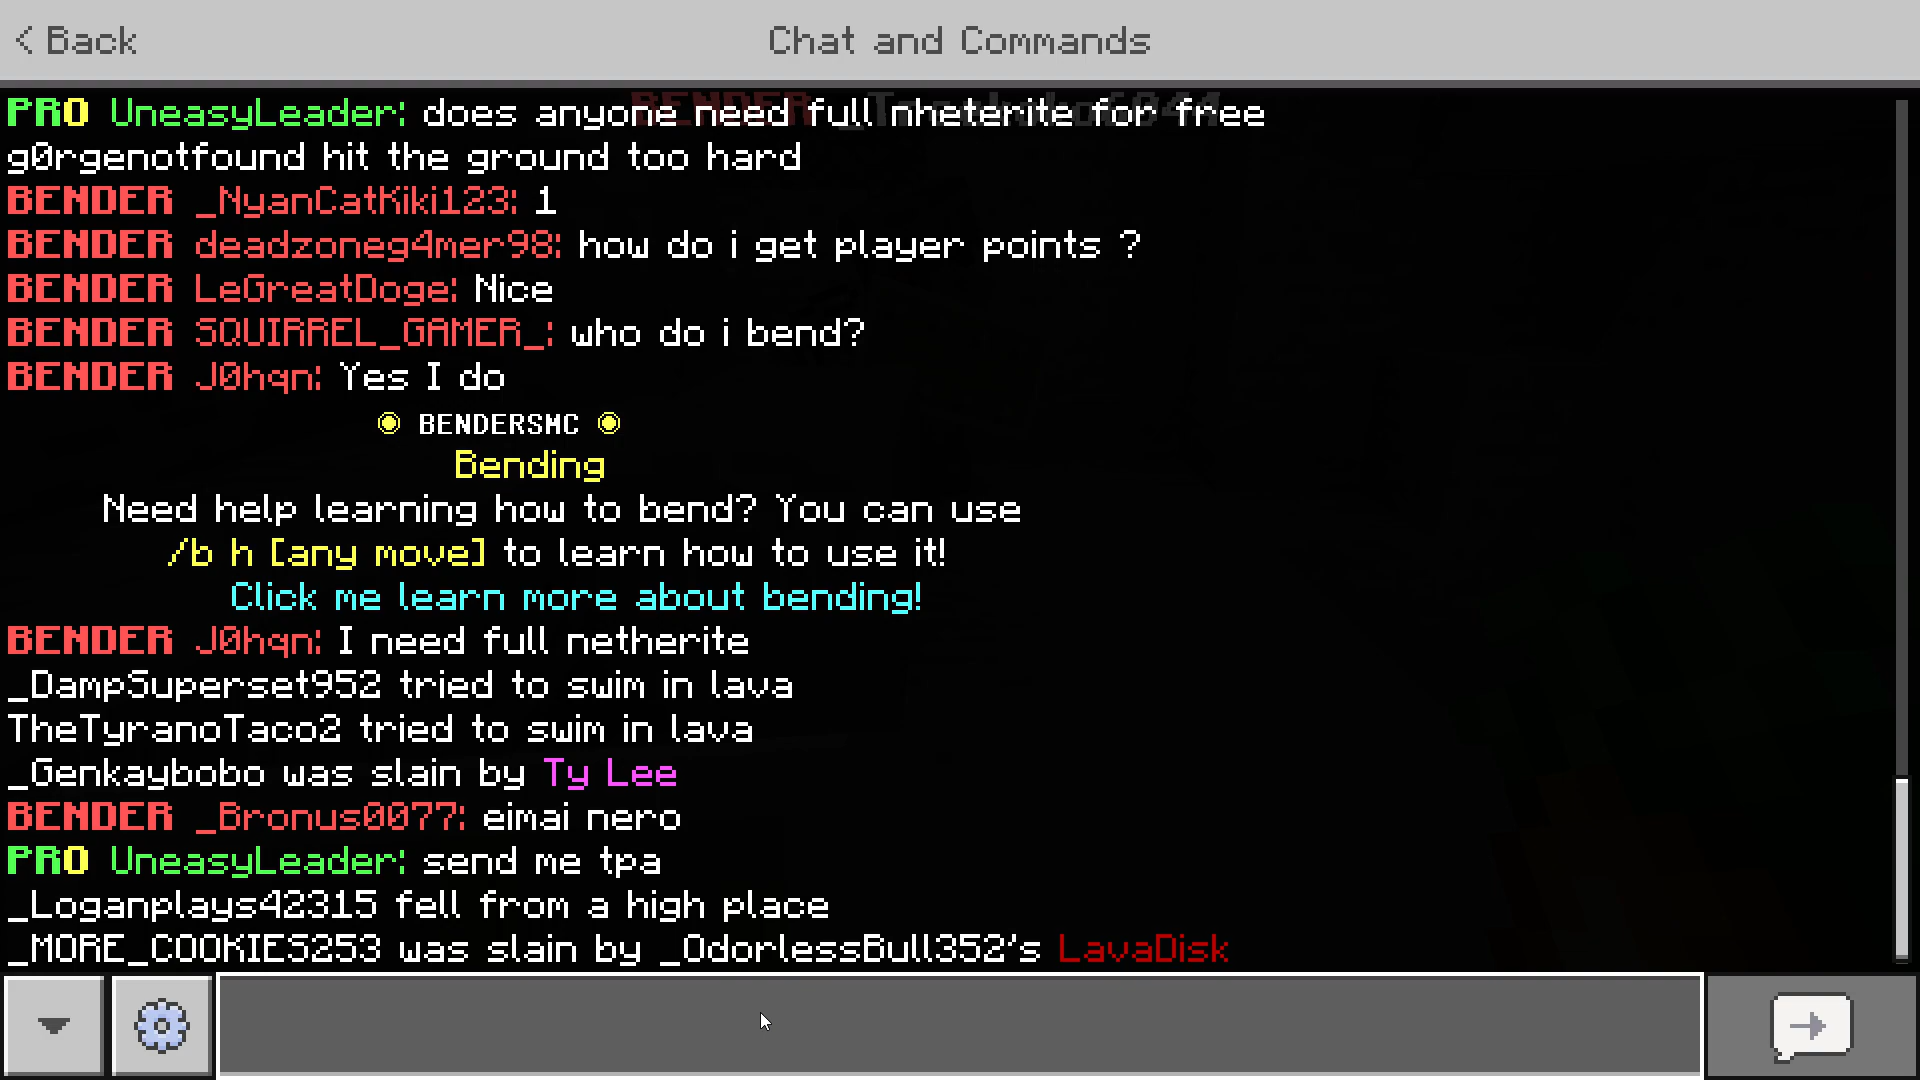 < Back
Chat and Commands
PRO UneasyLeader: does anyone need full nheterite for free
g0rgenotfound hit the ground too hard
BENDER _NyanCatKiki123: 1
BENDER deadzoneg4mer98: how do i get player points ?
BENDER LeGreatDoge: Nice
BENDER SQUIRREL_GAMER_: who do i bend?
BENDER J0hqn: Yes I do
BENDERSMC
Bending
Need help learning how to bend? You can use
/b h [any move] to learn how to use it!
Click me learn more about bending!
BENDER J0hqn: I need full netherite
_DampSuperset952 tried to swim in lava
TheTyranoTaco2 tried to swim in lava
_Genkaybobo was slain by Ty Lee
BENDER _Bronus0077: eimai nero
PRO UneasyLeader: send me tpa
_Loganplays42315 fell from a high place
_MORE_COOKIES253 was slain by _OdorlessBull352's LavaDisk